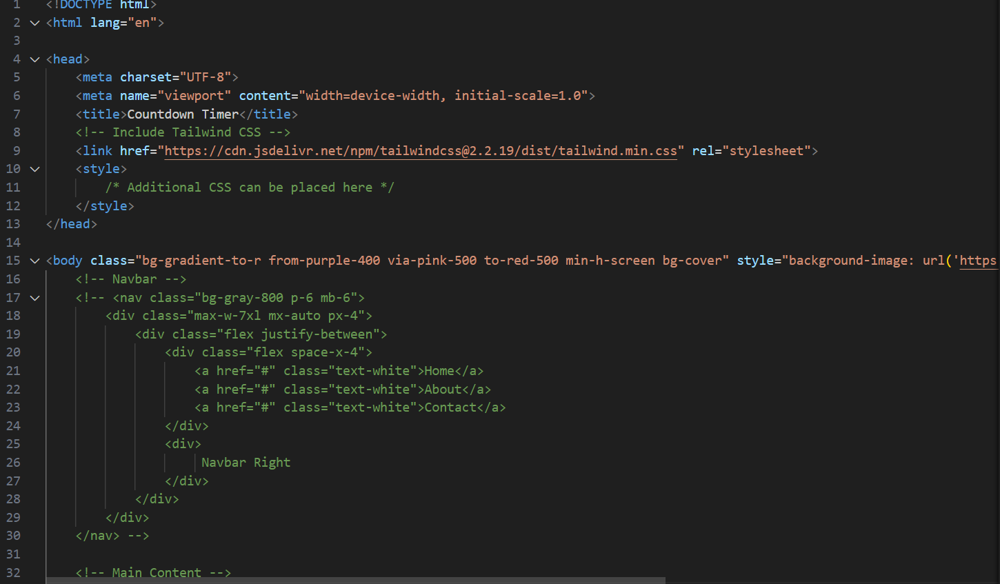 1 <!DOCTYPE html>
2 <html lang="en">
3
4 <head>
5     <meta charset="UTF-8">
6     <meta name="viewport" content="width=device-width, initial-scale=1.0">
7     <title>Countdown Timer</title>
8     <!-- Include Tailwind CSS -->
9     <link href="https://cdn.jsdelivr.net/npm/tailwindcss@2.2.19/dist/tailwind.min.css" rel="stylesheet">
10     <style>
11         /* Additional CSS can be placed here */
12     </style>
13 </head>
14
15 <body class="bg-gradient-to-r from-purple-400 via-pink-500 to-red-500 min-h-screen bg-cover" style="background-image: url('https
16     <!-- Navbar -->
17     <!-- <nav class="bg-gray-800 p-6 mb-6">
18         <div class="max-w-7xl mx-auto px-4">
19             <div class="flex justify-between">
20                 <div class="flex space-x-4">
21                     <a href="#" class="text-white">Home</a>
22                     <a href="#" class="text-white">About</a>
23                     <a href="#" class="text-white">Contact</a>
24                 </div>
25                 <div>
26                     Navbar Right
27                 </div>
28             </div>
29         </div>
30     </nav> -->
31
32     <!-- Main Content -->